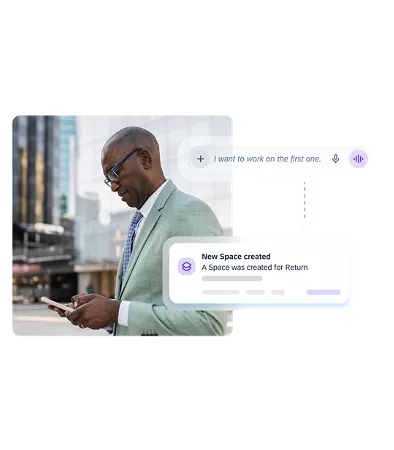 I want to work on the first one.
New Space created
A Space was created for Return